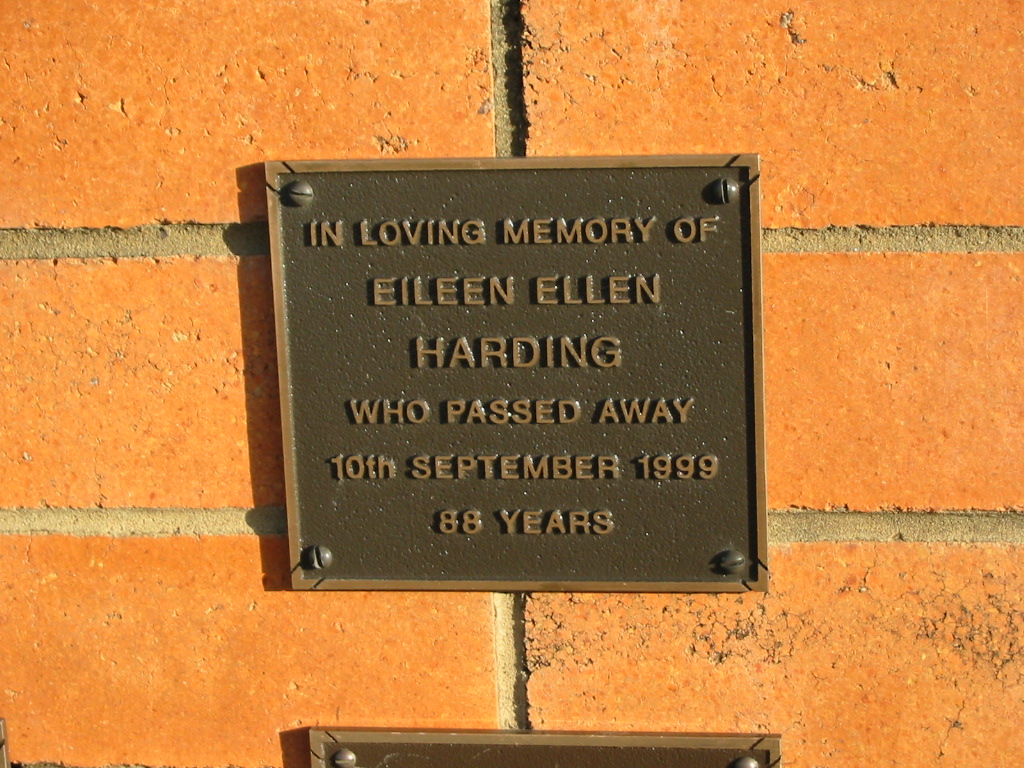 IN LOVING MEMORY OF
EILEEN ELLEN
HARDING
WHO PASSED AWAY
10th SEPTEMBER 1999
88 YEARS